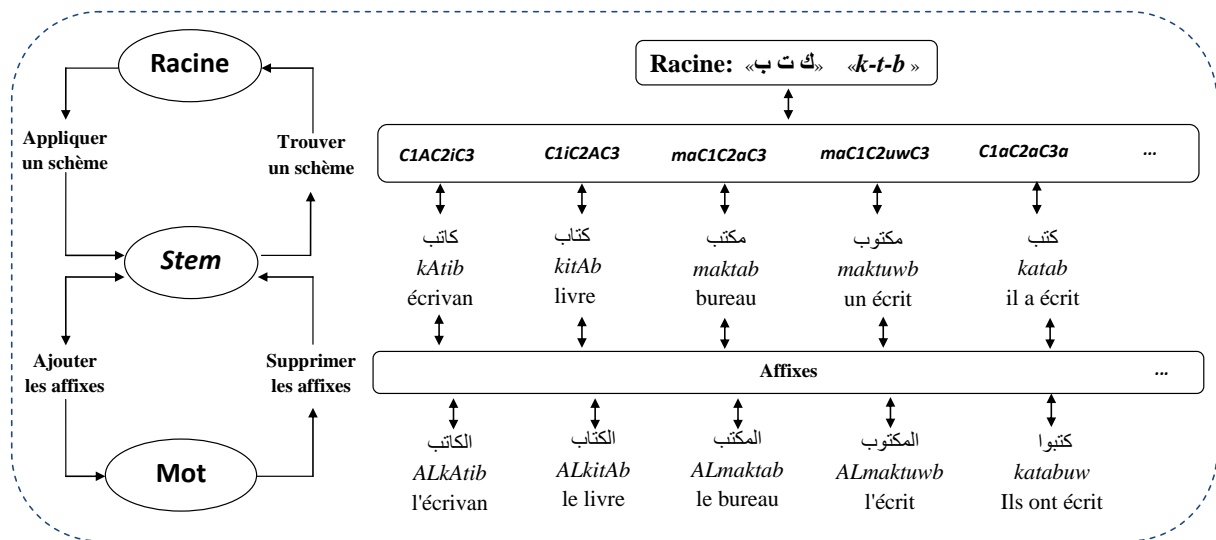 Racine
Appliquer
un schème
Trouver
un schème
Stem
Ajouter
les affixes
Supprimer
les affixes
Mot
Racine: «ك ت ب» «k-t-b »
C1AC2iC3 C1iC2AC3 maC1C2aC3 maC1C2uwC3 C1aC2aC3a ...
كاتب كتاب مكتب مكتوب كتب
kAtib kitAb maktab maktuwb katab
écrivan livre bureau un écrit il a écrit
Affixes ...
الكاتب الكتاب المكتب المكتوب كتبوا
ALkAtib ALkitAb ALmaktab ALmaktuwb katabuw
l'écrivan le livre le bureau l'écrit Ils ont écrit